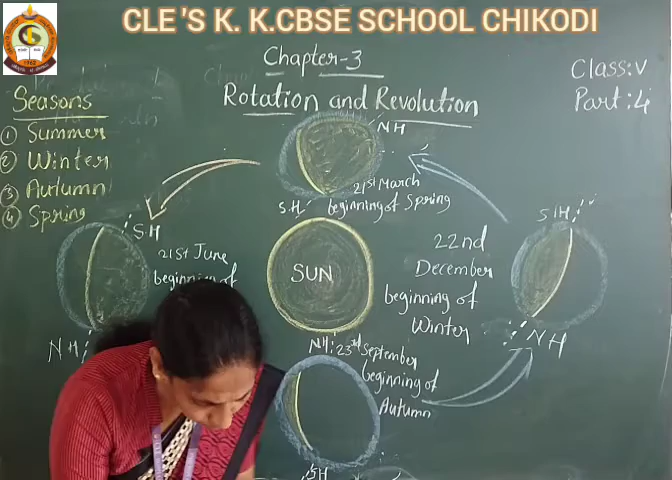 CLE'S K. K.CBSE SCHOOL CHIKODI
Chapter-3
Class:V
Part:4
Rotation and Revolution
Seasons
1 Summer
2 Winter
3 Autumn
4 Spring
NH
21st March
beginning of Spring
S.H
SH
21st June
beginning of
NH
SUN
22nd
December
beginning of
Winter
SH
NH
NH
23rd September
beginning of
Autumn
SH